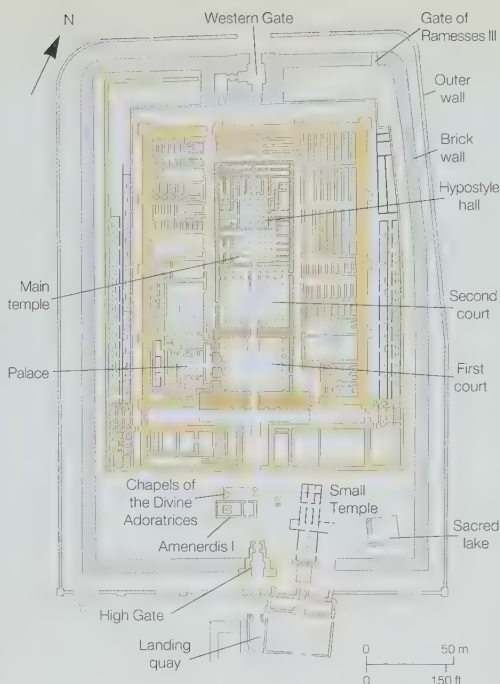 N
Western Gate
Gate of
Ramesses III
Outer
wall
Brick
wall
Hypostyle
hall
Main
temple
Second
court
Palace
First
court
Chapels of
the Divine
Adoratrices
Small
Temple
Amenerdis I
Sacred
lake
High Gate
Landing
quay
0 50 m
0 150 ft